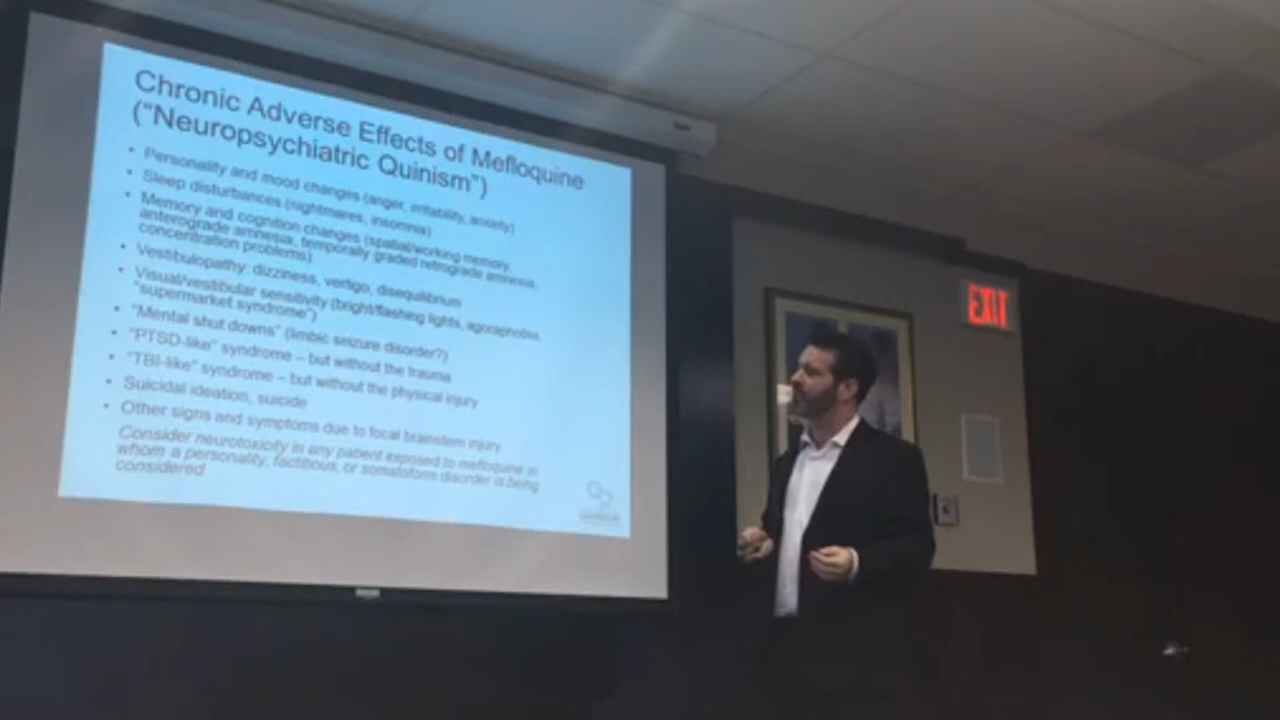 Chronic Adverse Effects of Mefloquine
("Neuropsychiatric Quinism")
• Personality and mood changes (anger, irritability, anxiety)
• Sleep disturbances (nightmares, insomnia)
• Memory and cognition changes (spatial/working memory,
anterograde amnesia, temporally graded retrograde amnesia,
concentration problems)
• Vestibulopathy: dizziness, vertigo, disequilibrium
• Visual/vestibular sensitivity (bright/flashing lights, agoraphobia,
"supermarket syndrome")
• "Mental shut downs" (limbic seizure disorder?)
• "PTSD-like" syndrome – but without the trauma
• "TBI-like" syndrome – but without the physical injury
• Suicidal ideation, suicide
• Other signs and symptoms due to focal brainstem injury
Consider neurotoxicity in any patient exposed to mefloquine in
whom a personality, factitious, or somatoform disorder is being
considered
EXIT